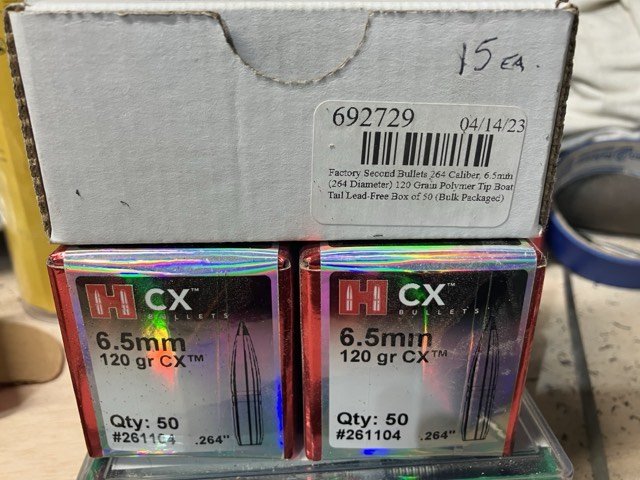 15 EA.
692729 04/14/23
Factory Second Bullets 264 Caliber, 6.5mm
(264 Diameter) 120 Grain Polymer Tip Boat
Tail Lead-Free Box of 50 (Bulk Packaged)
H CX™
BULLETS
6.5mm
120 gr CX™
Qty: 50
#261104 .264"
H CX™
BULLETS
6.5mm
120 gr CX™
Qty: 50
#261104 .264"